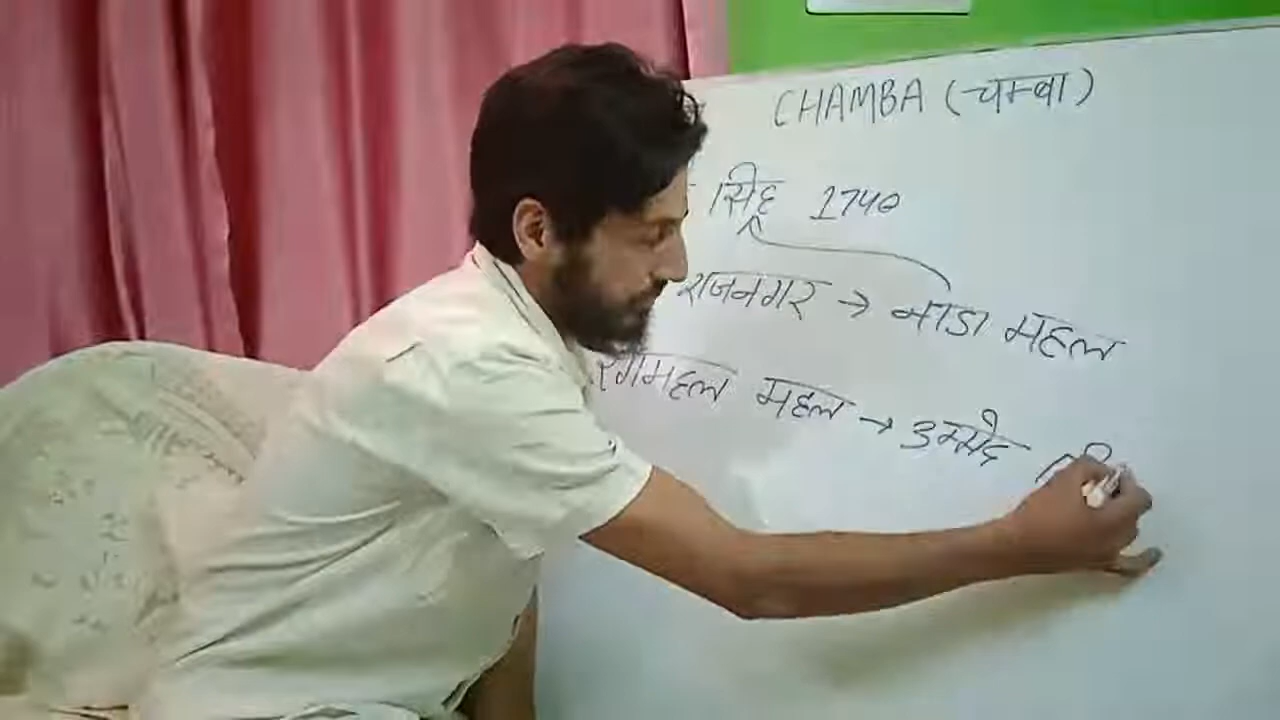 CHAMBA (चम्बा)
सिंह 1740
राजनगर → नाडा महल
रंगमहल महल → उम्मेद